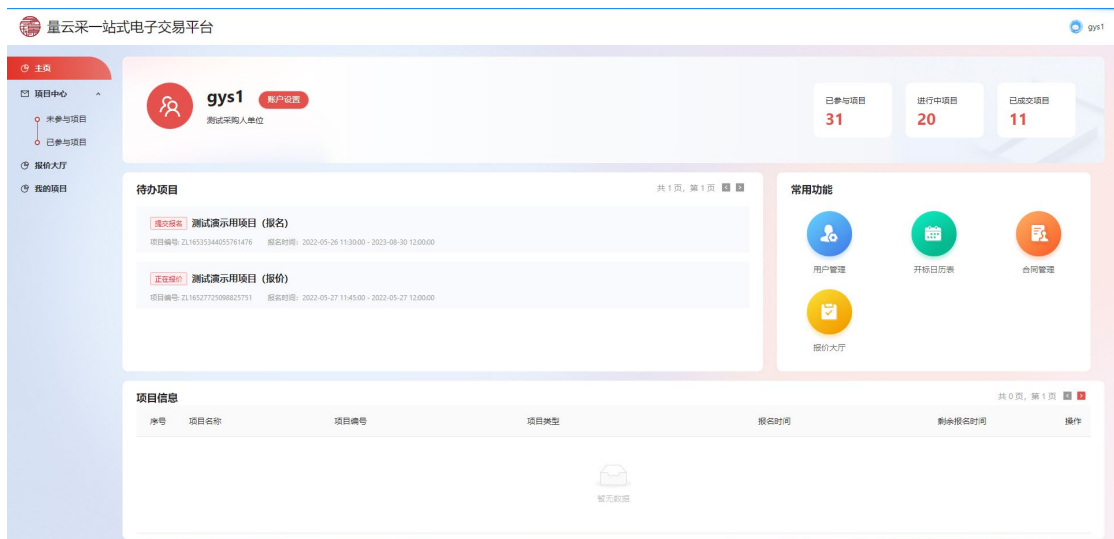 量云采一站式电子交易平台
gys1
主页
项目中心
未参与项目
已参与项目
报价大厅
我的项目
gys1 账户设置
测试采购人单位
已参与项目 进行中项目 已成交项目
31 20 11
待办项目 共 1 页, 第 1 页
提交报名 测试演示用项目（报名）
项目编号: ZL16535344055761476 报名时间：2022-05-26 11:30:00 - 2023-08-30 12:00:00
正在报价 测试演示用项目（报价）
项目编号: ZL16527725098825751 报名时间：2022-05-27 11:45:00 - 2022-05-27 12:00:00
常用功能
用户管理 开标日历表 合同管理
报价大厅
项目信息 共 0 页, 第 1 页
序号 项目名称 项目编号 项目类型 报名时间 剩余报名时间 操作
暂无数据